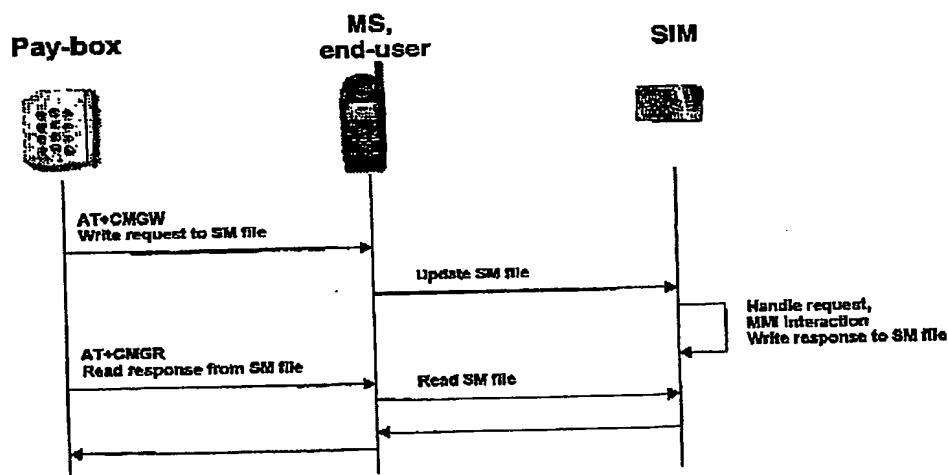 Pay-box
MS,
end-user
SIM
AT+CMGW
Write request to SM file
Update SM file
Handle request,
MMI Interaction
Write response to SM file
AT+CMGR
Read response from SM file
Read SM file